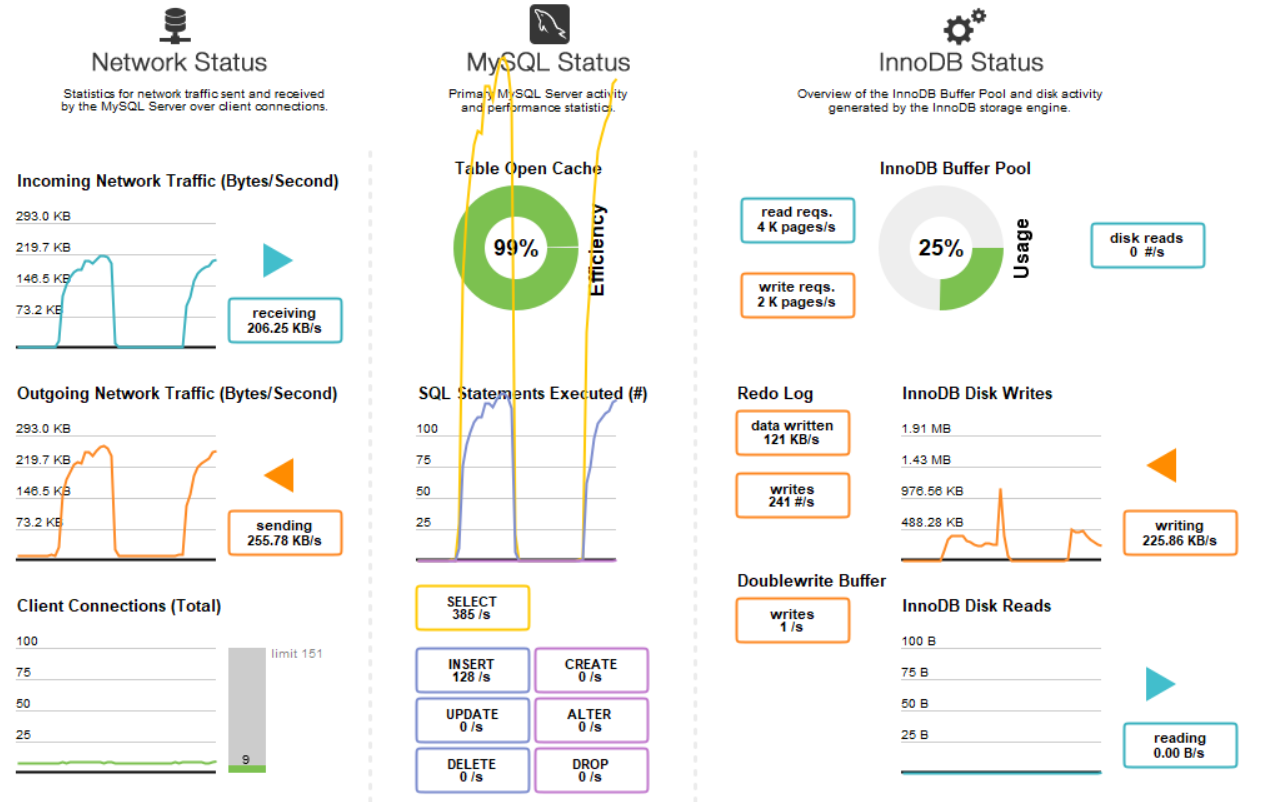 Network Status
Statistics for network traffic sent and received
by the MySQL Server over client connections.
Incoming Network Traffic (Bytes/Second)
293.0 KB
219.7 KB
146.5 KB
73.2 KB
receiving
206.25 KB/s
Outgoing Network Traffic (Bytes/Second)
293.0 KB
219.7 KB
146.5 KB
73.2 KB
sending
255.78 KB/s
Client Connections (Total)
100
75
50
25
limit 151
9
MySQL Status
Primary MySQL Server activity
and performance statistics.
Table Open Cache
99%
Efficiency
SQL Statements Executed (#)
100
75
50
25
SELECT
385 /s
INSERT
128 /s
CREATE
0 /s
UPDATE
0 /s
ALTER
0 /s
DELETE
0 /s
DROP
0 /s
InnoDB Status
Overview of the InnoDB Buffer Pool and disk activity
generated by the InnoDB storage engine.
InnoDB Buffer Pool
read reqs.
4 K pages/s
write reqs.
2 K pages/s
25%
Usage
disk reads
0 #/s
Redo Log
data written
121 KB/s
writes
241 #/s
Doublewrite Buffer
writes
1 /s
InnoDB Disk Writes
1.91 MB
1.43 MB
976.56 KB
488.28 KB
writing
225.86 KB/s
InnoDB Disk Reads
100 B
75 B
50 B
25 B
reading
0.00 B/s